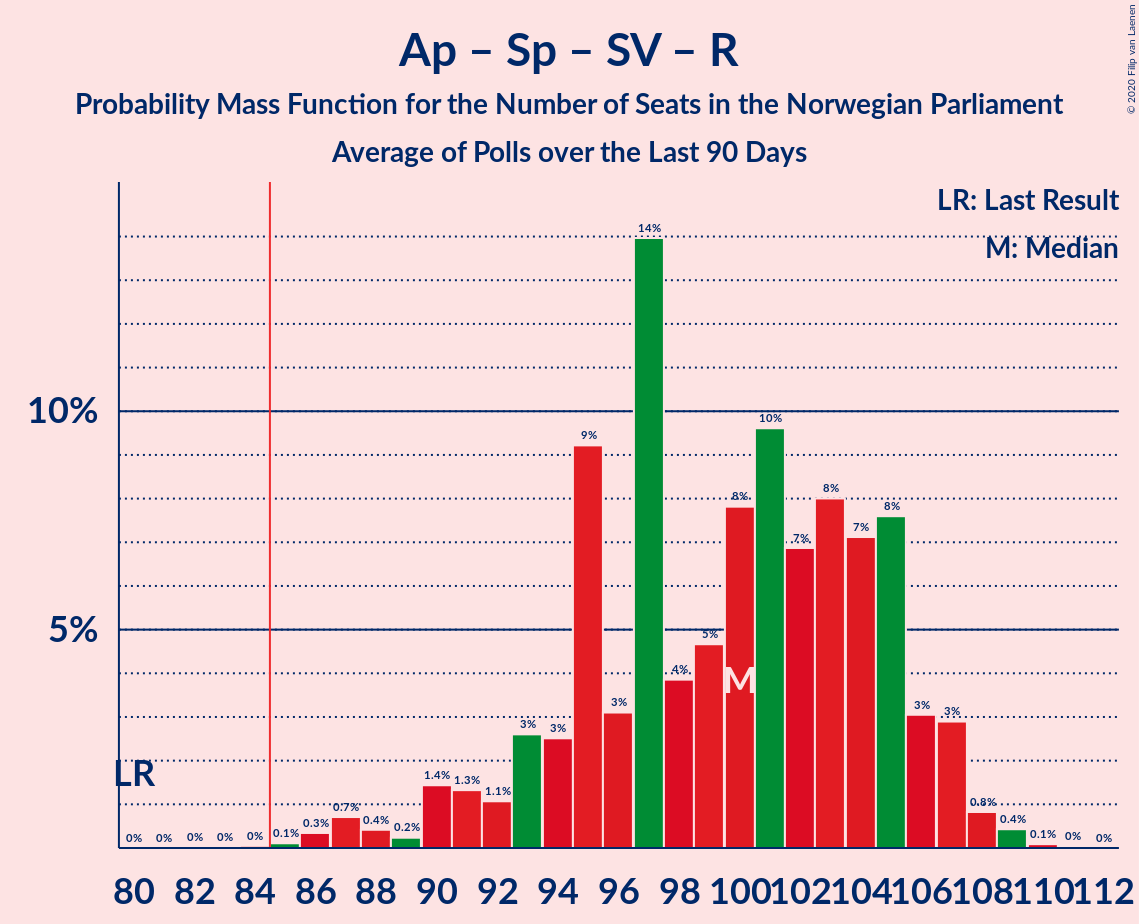 Ap – Sp – SV – R
Probability Mass Function for the Number of Seats in the Norwegian Parliament
Average of Polls over the Last 90 Days
© 2020 Filip van Laenen
LR: Last Result
M: Median
10%
5%
LR
M
0% 0% 0% 0% 0% 0.1% 0.3% 0.7% 0.4% 0.2% 1.4% 1.3% 1.1% 3% 3% 9% 3% 14% 4% 5% 8% 10% 7% 8% 7% 8% 3% 3% 0.8% 0.4% 0.1% 0% 0%
80 82 84 86 88 90 92 94 96 98 100 102 104 106 108 110 112